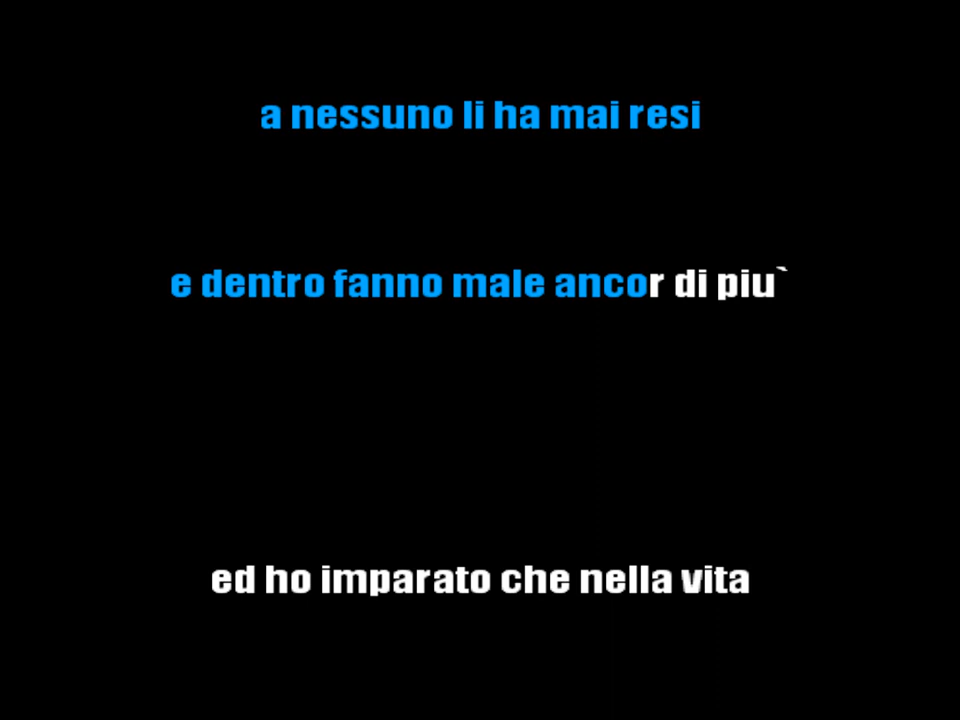 a nessuno li ha mai resi
e dentro fanno male ancor di piu`
ed ho imparato che nella vita